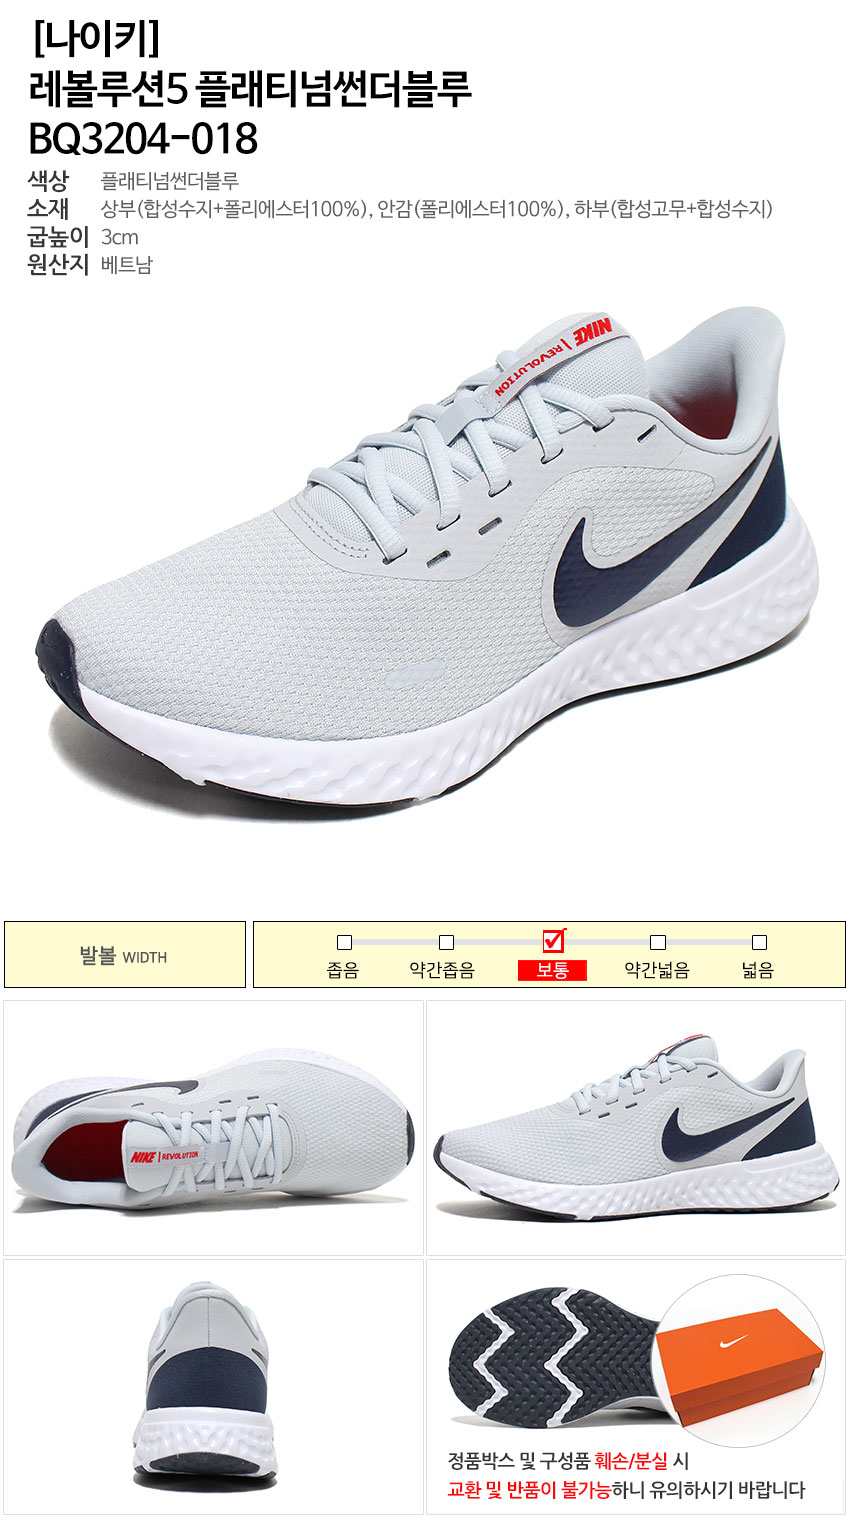 [나이키]
레볼루션5 플래티넘썬더블루
BQ3204-018
색상 플래티넘썬더블루
소재 상부(합성수지+폴리에스터100%), 안감(폴리에스터100%), 하부(합성고무+합성수지)
굽높이 3cm
원산지 베트남
NIKE | REVOLUTION
발볼 WIDTH
좁음 약간좁음 보통 약간넓음 넓음
NIKE | REVOLUTION
정품박스 및 구성품 훼손/분실 시
교환 및 반품이 불가능하니 유의하시기 바랍니다